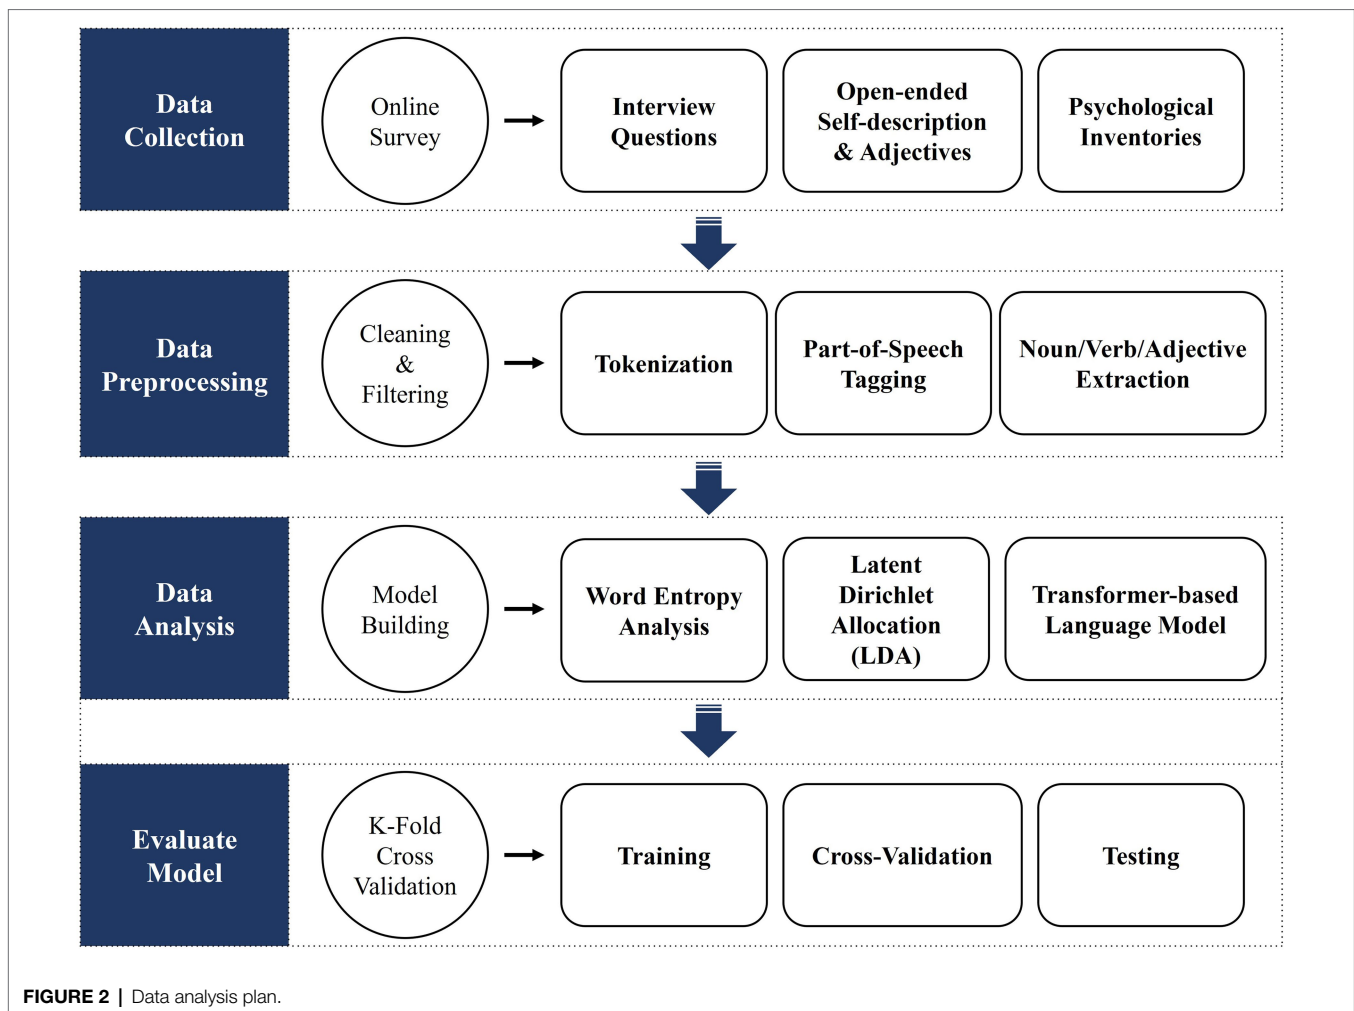 Data
Collection
Online
Survey
Interview
Questions
Open-ended
Self-description
& Adjectives
Psychological
Inventories
Data
Preprocessing
Cleaning
&
Filtering
Tokenization
Part-of-Speech
Tagging
Noun/Verb/Adjective
Extraction
Data
Analysis
Model
Building
Word Entropy
Analysis
Latent
Dirichlet
Allocation
(LDA)
Transformer-based
Language Model
Evaluate
Model
K-Fold
Cross
Validation
Training
Cross-Validation
Testing
FIGURE 2 | Data analysis plan.